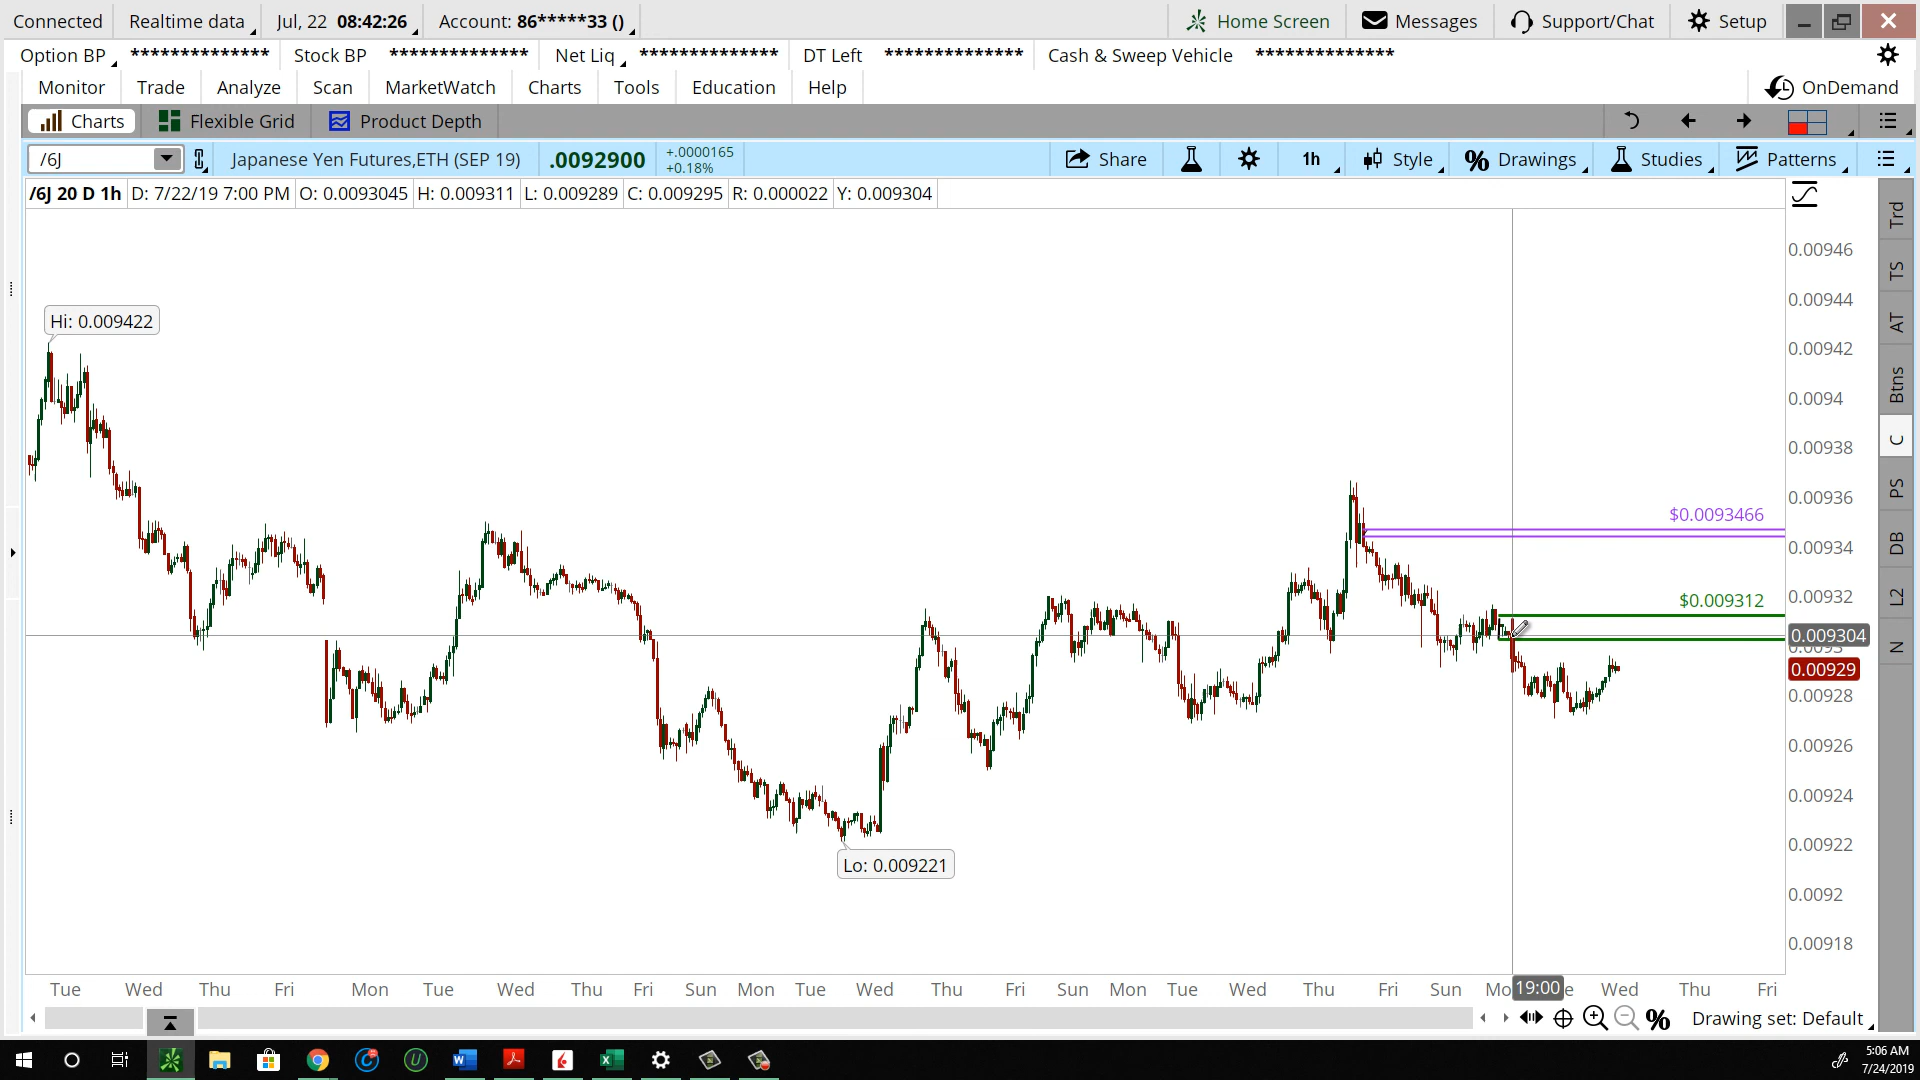 Connected Realtime data Jul, 22 08:42:26 Account: 86*****33 () Home Screen Messages Support/Chat Setup
Option BP ************** Stock BP ************** Net Liq ************** DT Left ************** Cash & Sweep Vehicle **************
Monitor Trade Analyze Scan MarketWatch Charts Tools Education Help OnDemand
Charts Flexible Grid Product Depth
/6J Japanese Yen Futures,ETH (SEP 19) .0092900 +.0000165 Share 1h Style Drawings Studies Patterns
+0.18%
/6J 20 D 1h D: 7/22/19 7:00 PM O: 0.0093045 H: 0.009311 L: 0.009289 C: 0.009295 R: 0.000022 Y: 0.009304
Trd
0.00946
TS
0.00944
Hi: 0.009422
AT
0.00942
Btns
0.0094
C
0.00938
PS
0.00936
$0.0093466
DB
0.00934
0.00932
L2
$0.009312
0.009304
0.0093
N
0.00929
0.00928
0.00926
0.00924
0.00922
Lo: 0.009221
0.0092
0.00918
Tue Wed Thu Fri Mon Tue Wed Thu Fri Sun Mon Tue Wed Thu Fri Sun Mon Tue Wed Thu Fri Sun Mo 19:00 e Wed Thu Fri
Drawing set: Default
5:06 AM
7/24/2019